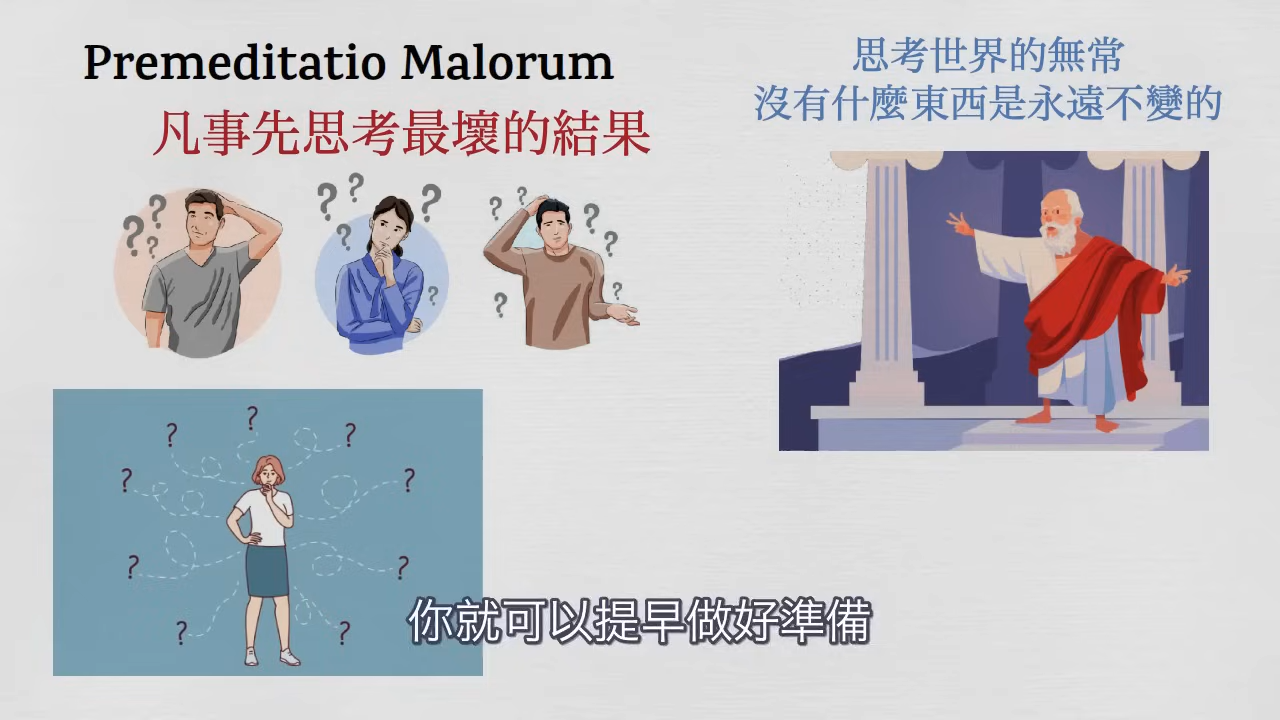 Premeditatio Malorum
凡事先思考最壞的結果
思考世界的無常
沒有什麼東西是永遠不變的
? ? ? ? ? ? ? ? ? ? ? ? ? ?
? ? ? ? ? ? ? ? ?
你就可以提早做好準備